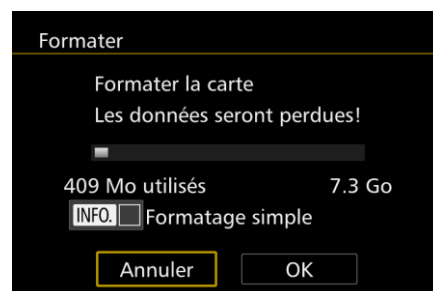 Formater
Formater la carte
Les données seront perdues!
409 Mo utilisés 7.3 Go
INFO. Formatage simple
Annuler OK